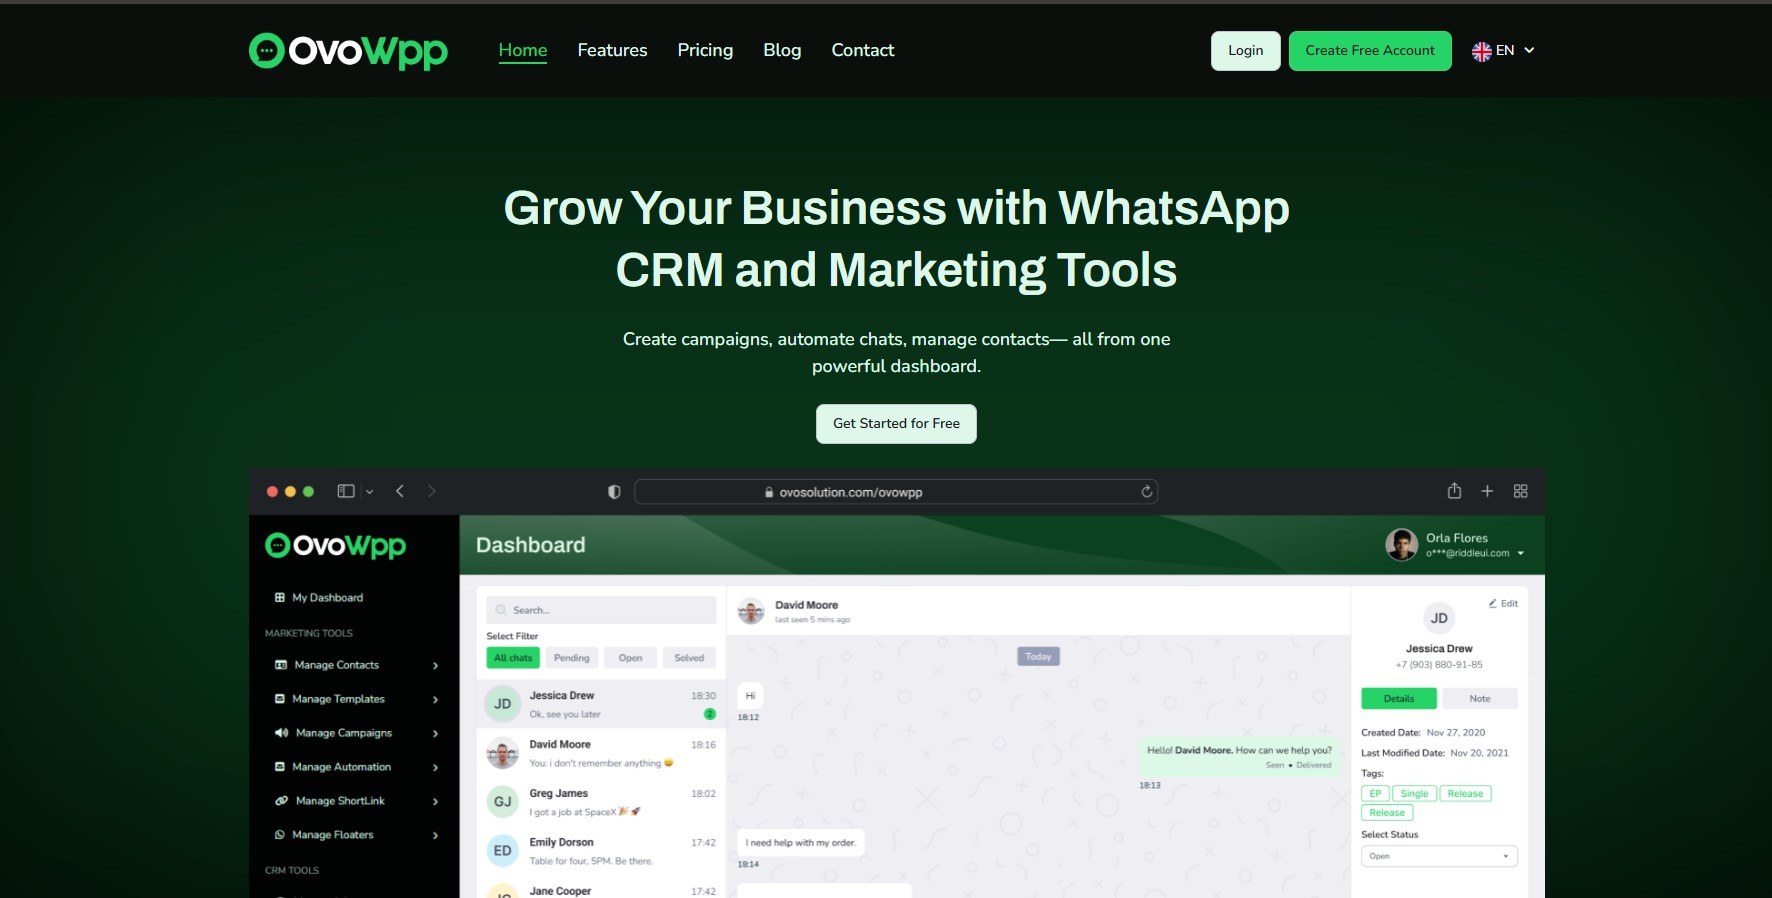 OvoWpp
Home
Features
Pricing
Blog
Contact
Login
Create Free Account
EN
Grow Your Business with WhatsApp
CRM and Marketing Tools
Create campaigns, automate chats, manage contacts— all from one
powerful dashboard.
Get Started for Free
ovosolution.com/ovowpp
OvoWpp
Dashboard
Orla Flores
o***@riddleui.com
My Dashboard
MARKETING TOOLS
Manage Contacts
Manage Templates
Manage Campaigns
Manage Automation
Manage ShortLink
Manage Floaters
CRM TOOLS
Search...
Select Filter
All chats
Pending
Open
Solved
JD
Jessica Drew
18:30
Ok, see you later
2
David Moore
18:16
You: i don't remember anything 😄
GJ
Greg James
18:02
I got a job at SpaceX 🎉 🚀
ED
Emily Dorson
17:42
Table for four, 5PM. Be there.
Jane Cooper
17:42
David Moore
last seen 5 mins ago
Today
Hi
18:12
Hello! David Moore. How can we help you?
Seen • Delivered
18:13
I need help with my order.
18:14
Edit
JD
Jessica Drew
+7 (903) 880-91-85
Details
Note
Created Date: Nov 27, 2020
Last Modified Date: Nov 20, 2021
Tags:
EP
Single
Release
Release
Select Status
Open